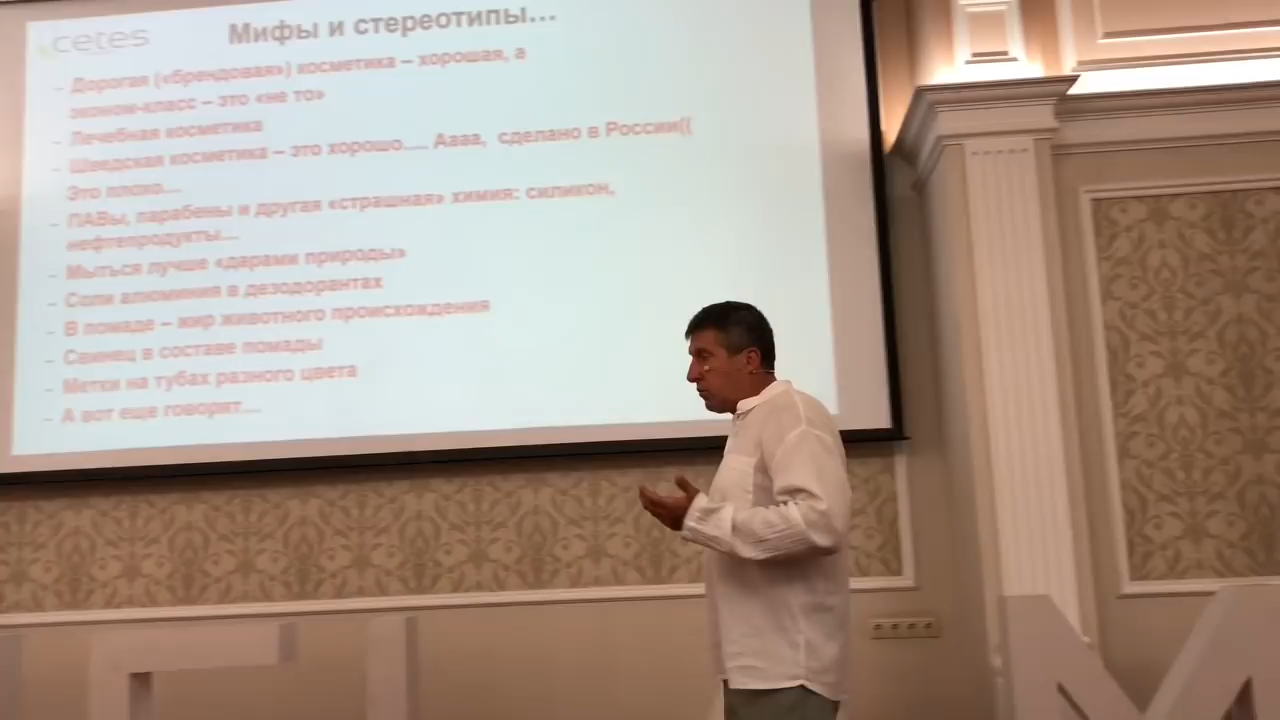 cetes
Мифы и стереотипы...
– Дорогая («брендовая») косметика – хорошая, а
эконом-класс – это «не то»
– Лечебная косметика
– Шведская косметика – это хорошо.... Аааа, сделано в России((
Это плохо...
– ПАВы, парабены и другая «страшная» химия: силикон,
нефтепродукты...
– Мыться лучше «дарами природы»
– Соли алюминия в дезодорантах
– В помаде – жир животного происхождения
– Свинец в составе помады
– Метки на тубах разного цвета
– А вот еще говорят...